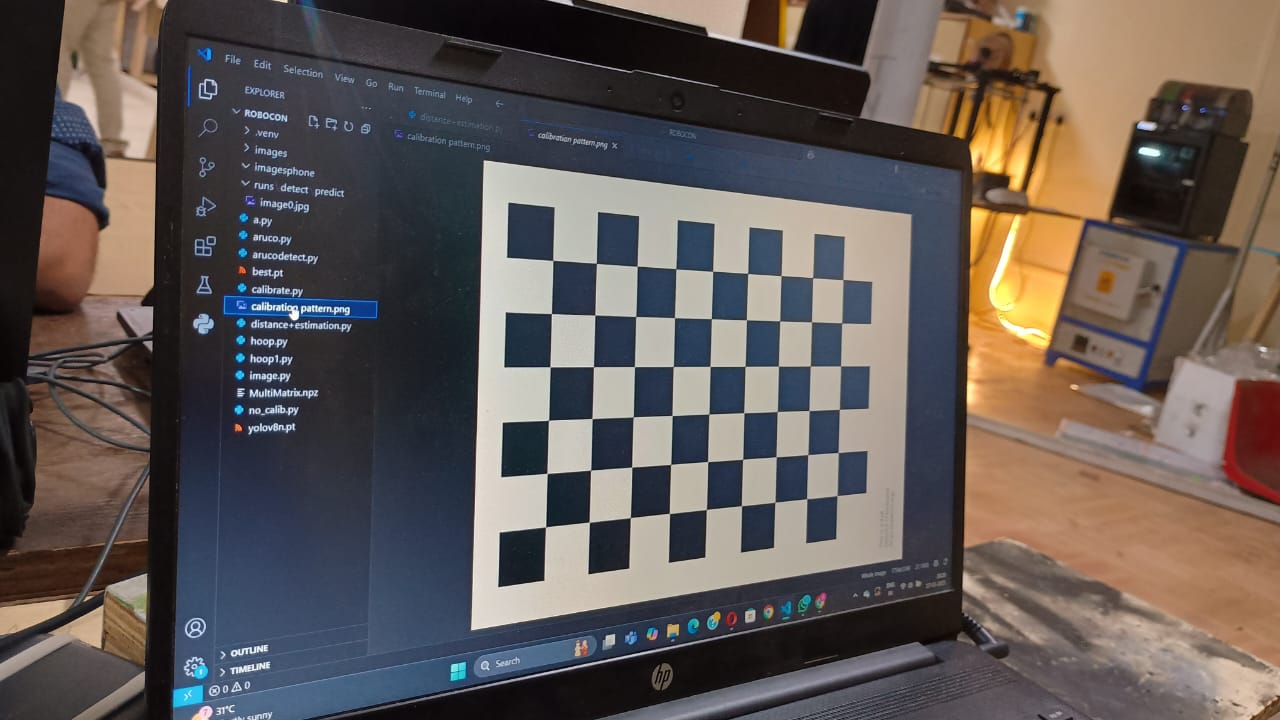 File Edit Selection View Go Run Terminal Help
EXPLORER
ROBOCON
.venv
images
imagesphone
runs detect predict
image0.jpg
a.py
aruco.py
arucodetect.py
best.pt
calibrate.py
calibration pattern.png
distance+estimation.py
hoop.py
hoop1.py
image.py
MultiMatrix.npz
no_calib.py
yolov8n.pt
OUTLINE
TIMELINE
distance+estimation.py
calibration pattern.png
calibration pattern.png
ROBOCON
Whole Image
0 0
31°C
sunny
Search
ENG
hp